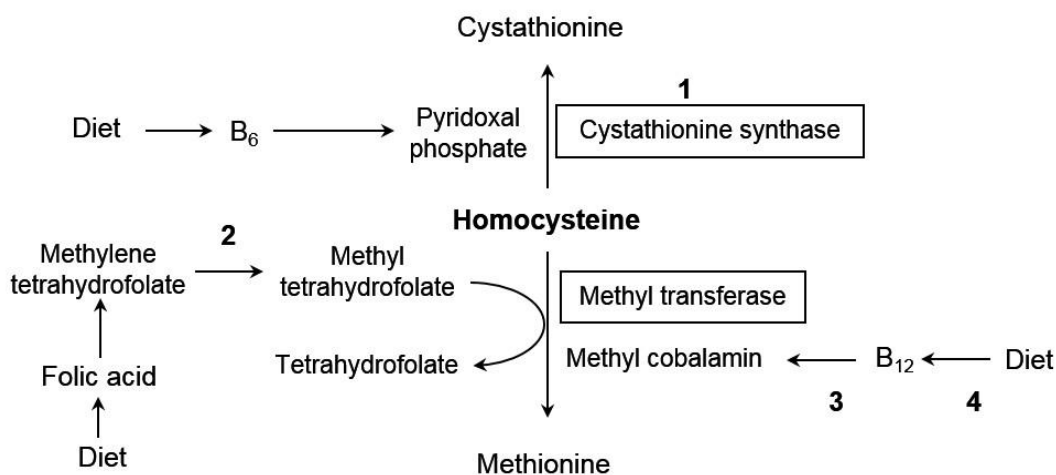 Cystathionine
1
Diet
B₆
Pyridoxal
phosphate
Cystathionine synthase
Homocysteine
2
Methylene
tetrahydrofolate
Methyl
tetrahydrofolate
Methyl transferase
Folic acid
Tetrahydrofolate
Methyl cobalamin
B₁₂
Diet
3
4
Diet
Methionine